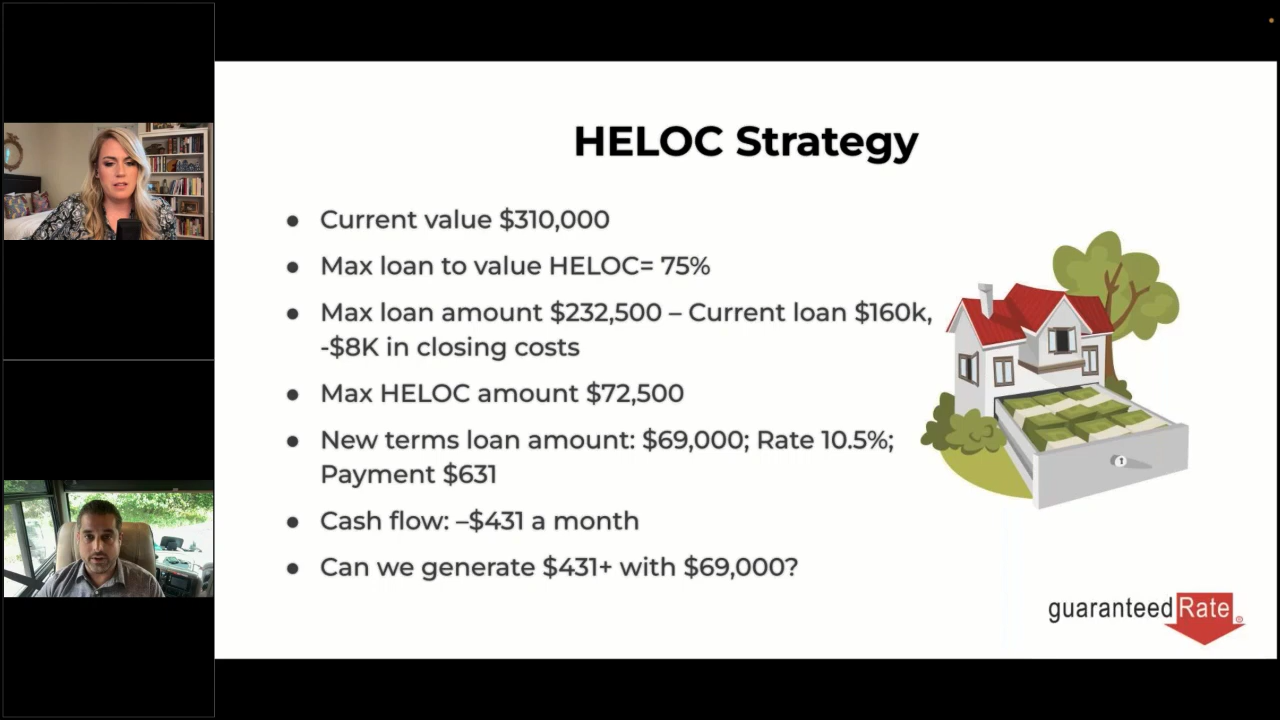 HELOC Strategy
● Current value $310,000
● Max loan to value HELOC= 75%
● Max loan amount $232,500 – Current loan $160k,
-$8K in closing costs
● Max HELOC amount $72,500
● New terms loan amount: $69,000; Rate 10.5%;
Payment $631
● Cash flow: –$431 a month
● Can we generate $431+ with $69,000?
guaranteed Rate ®